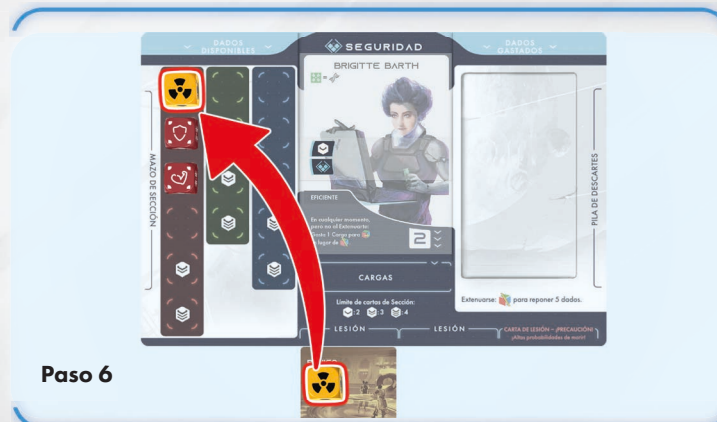 DADOS
DISPONIBLES
SEGURIDAD
DADOS
GASTADOS
BRIGITTE BARTH
MAZO DE SECCIÓN
PILA DE DESCARTES
EFICIENTE
En cualquier momento,
pero no al Extenuarte:
Gasta 1 Carga para
en lugar de
2
CARGAS
Límite de cartas de Sección:
:2 :3 :4
Extenuarse: para reponer 5 dados.
LESIÓN
LESIÓN
CARTA DE LESIÓN – ¡PRECAUCIÓN!
¡Altas probabilidades de morir!
Paso 6